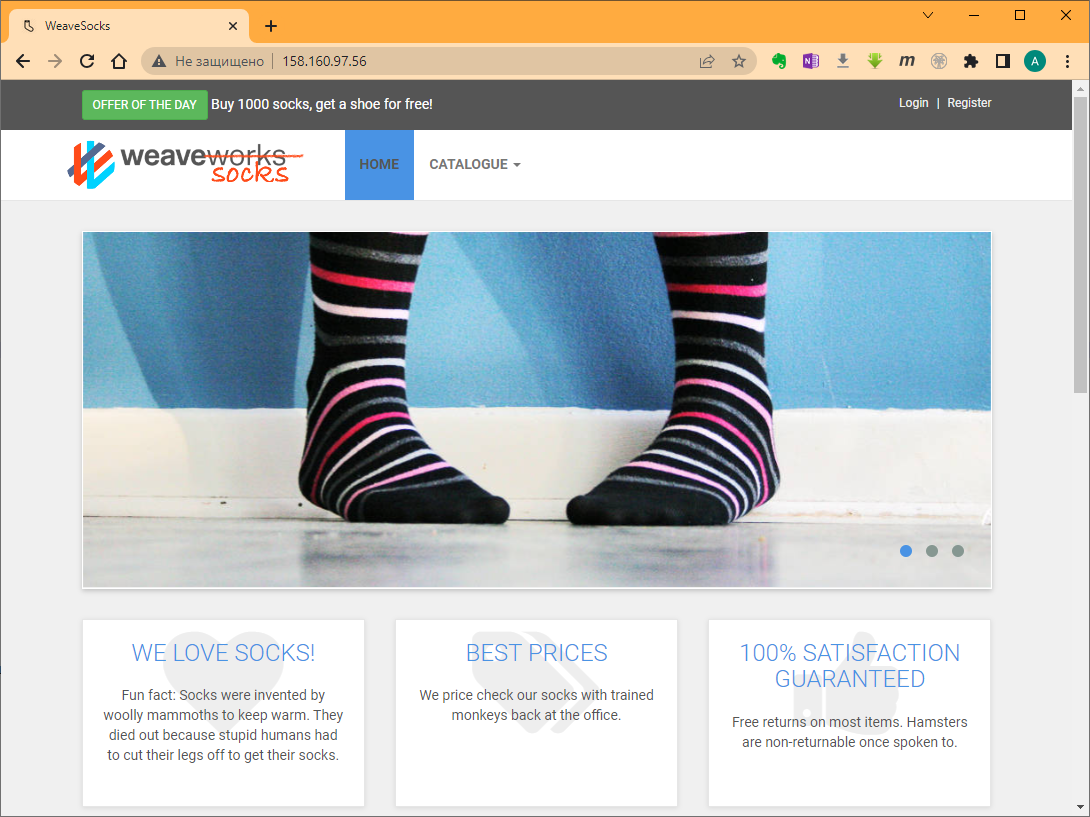 WeaveSocks
Не защищено | 158.160.97.56
OFFER OF THE DAY Buy 1000 socks, get a shoe for free!
Login | Register
weaveworks
socks
HOME
CATALOGUE
WE LOVE SOCKS!
Fun fact: Socks were invented by
woolly mammoths to keep warm. They
died out because stupid humans had
to cut their legs off to get their socks.
BEST PRICES
We price check our socks with trained
monkeys back at the office.
100% SATISFACTION
GUARANTEED
Free returns on most items. Hamsters
are non-returnable once spoken to.